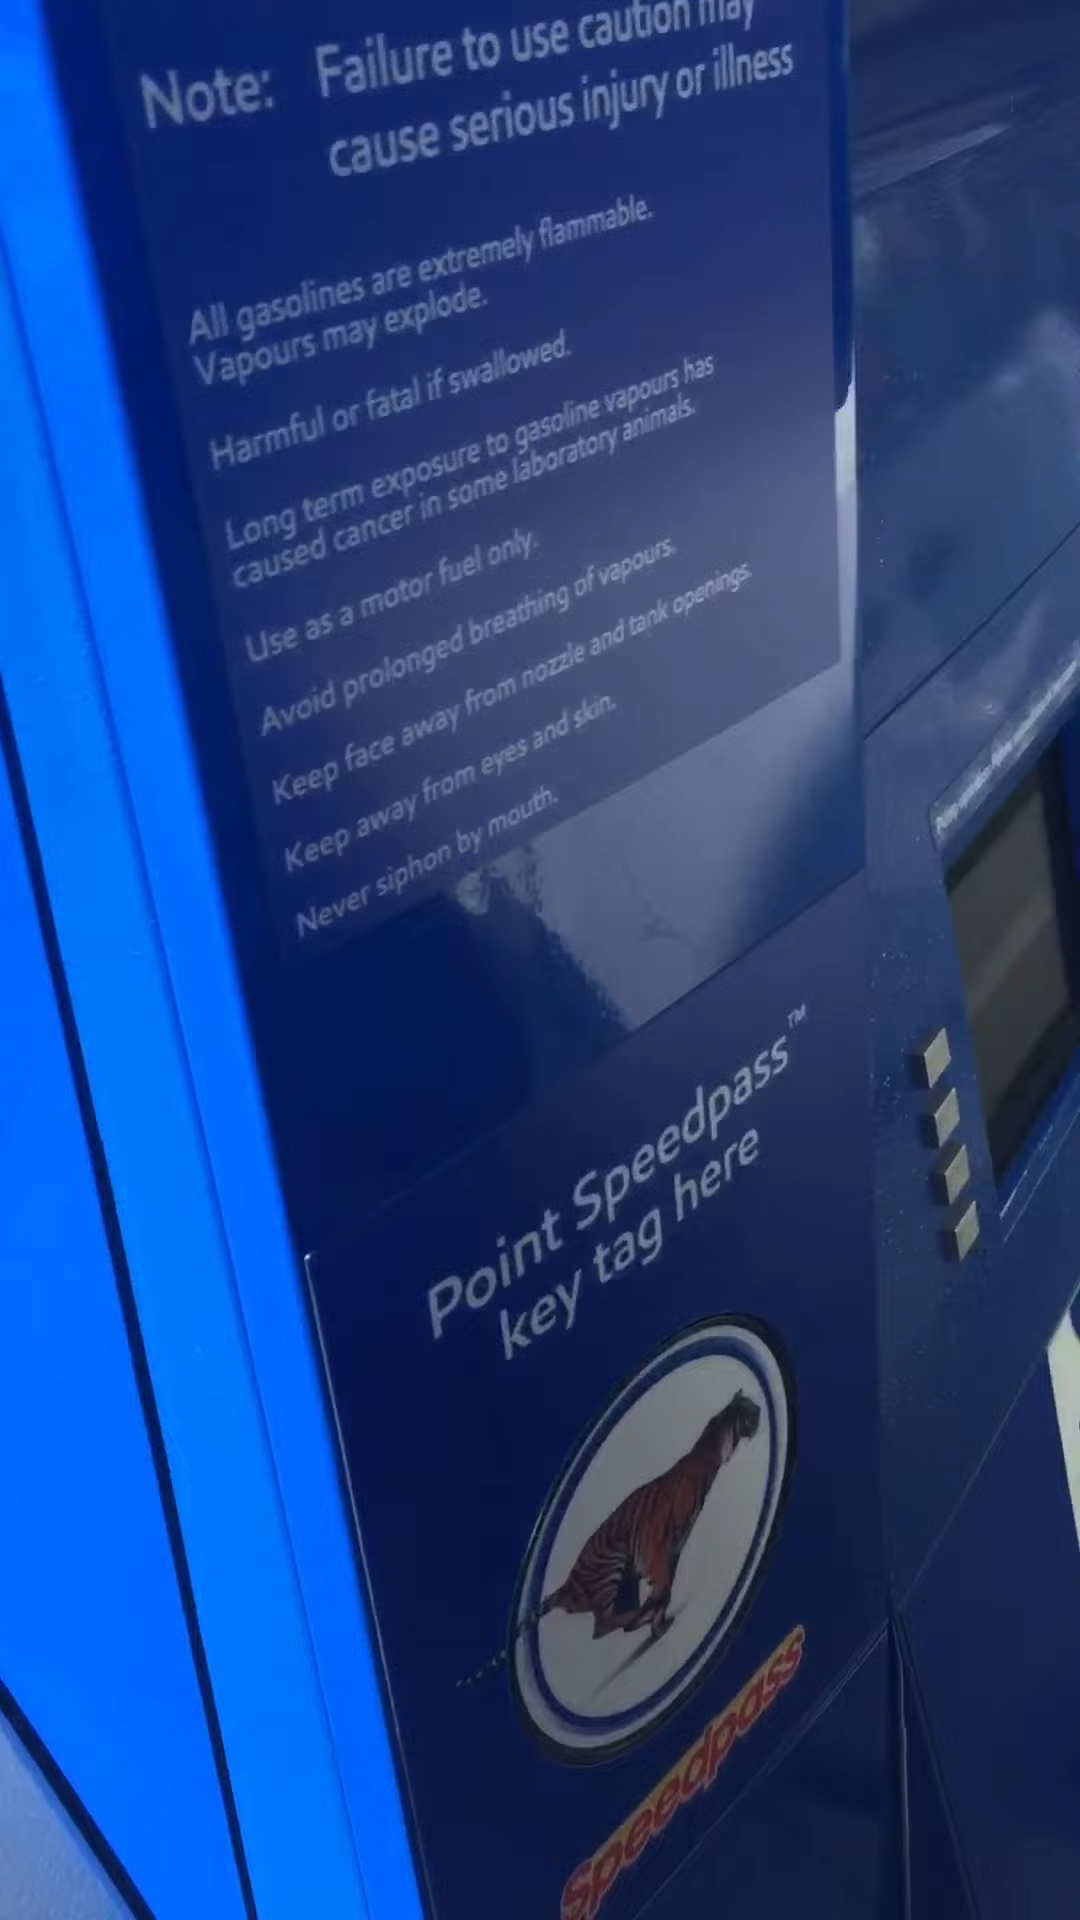 Note: Failure to use caution may
cause serious injury or illness
All gasolines are extremely flammable.
Vapours may explode.
Harmful or fatal if swallowed.
Long term exposure to gasoline vapours has
caused cancer in some laboratory animals.
Use as a motor fuel only.
Avoid prolonged breathing of vapours.
Keep face away from nozzle and tank openings.
Keep away from eyes and skin.
Never siphon by mouth.
Point Speedpass™
key tag here
Speedpass